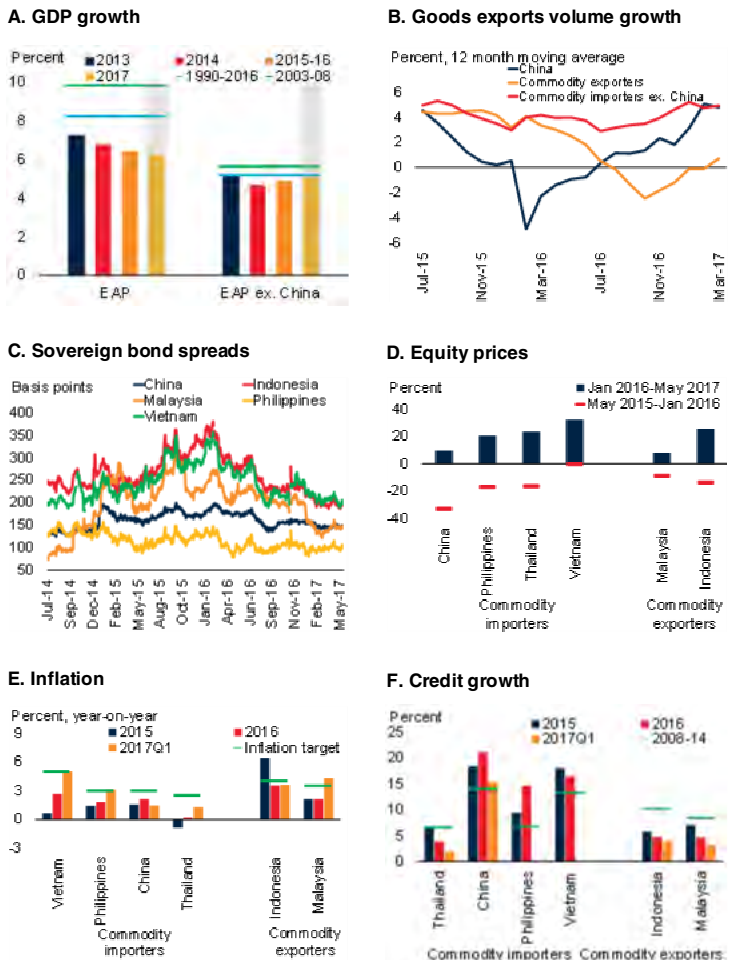 A. GDP growth
Percent
2013
2014
2015-16
2017
1990-2016
2003-08
10
8
6
4
2
0
EAP
EAP ex. China
B. Goods exports volume growth
Percent, 12 month moving average
China
Commodity exporters
Commodity importers ex. China
6
4
2
0
-2
-4
-6
Jul-15
Nov-15
Mar-16
Jul-16
Nov-16
Mar-17
C. Sovereign bond spreads
Basis points
China
Indonesia
Malaysia
Philippines
Vietnam
400
350
300
250
200
150
100
50
Jul-14
Sep-14
Dec-14
Feb-15
May-15
Aug-15
Oct-15
Jan-16
Apr-16
Jun-16
Sep-16
Nov-16
Feb-17
May-17
D. Equity prices
Percent
Jan 2016-May 2017
May 2015-Jan 2016
40
20
0
-20
-40
China
Philippines
Thailand
Vietnam
Malaysia
Indonesia
Commodity
importers
Commodity
exporters
E. Inflation
Percent, year-on-year
2015
2016
2017Q1
Inflation target
9
6
3
0
-3
Vietnam
Philippines
China
Thailand
Indonesia
Malaysia
Commodity
importers
Commodity
exporters
F. Credit growth
Percent
2015
2016
2017Q1
2008-14
25
20
15
10
5
0
Thailand
China
Philippines
Vietnam
Indonesia
Malaysia
Commodity importers
Commodity exporters